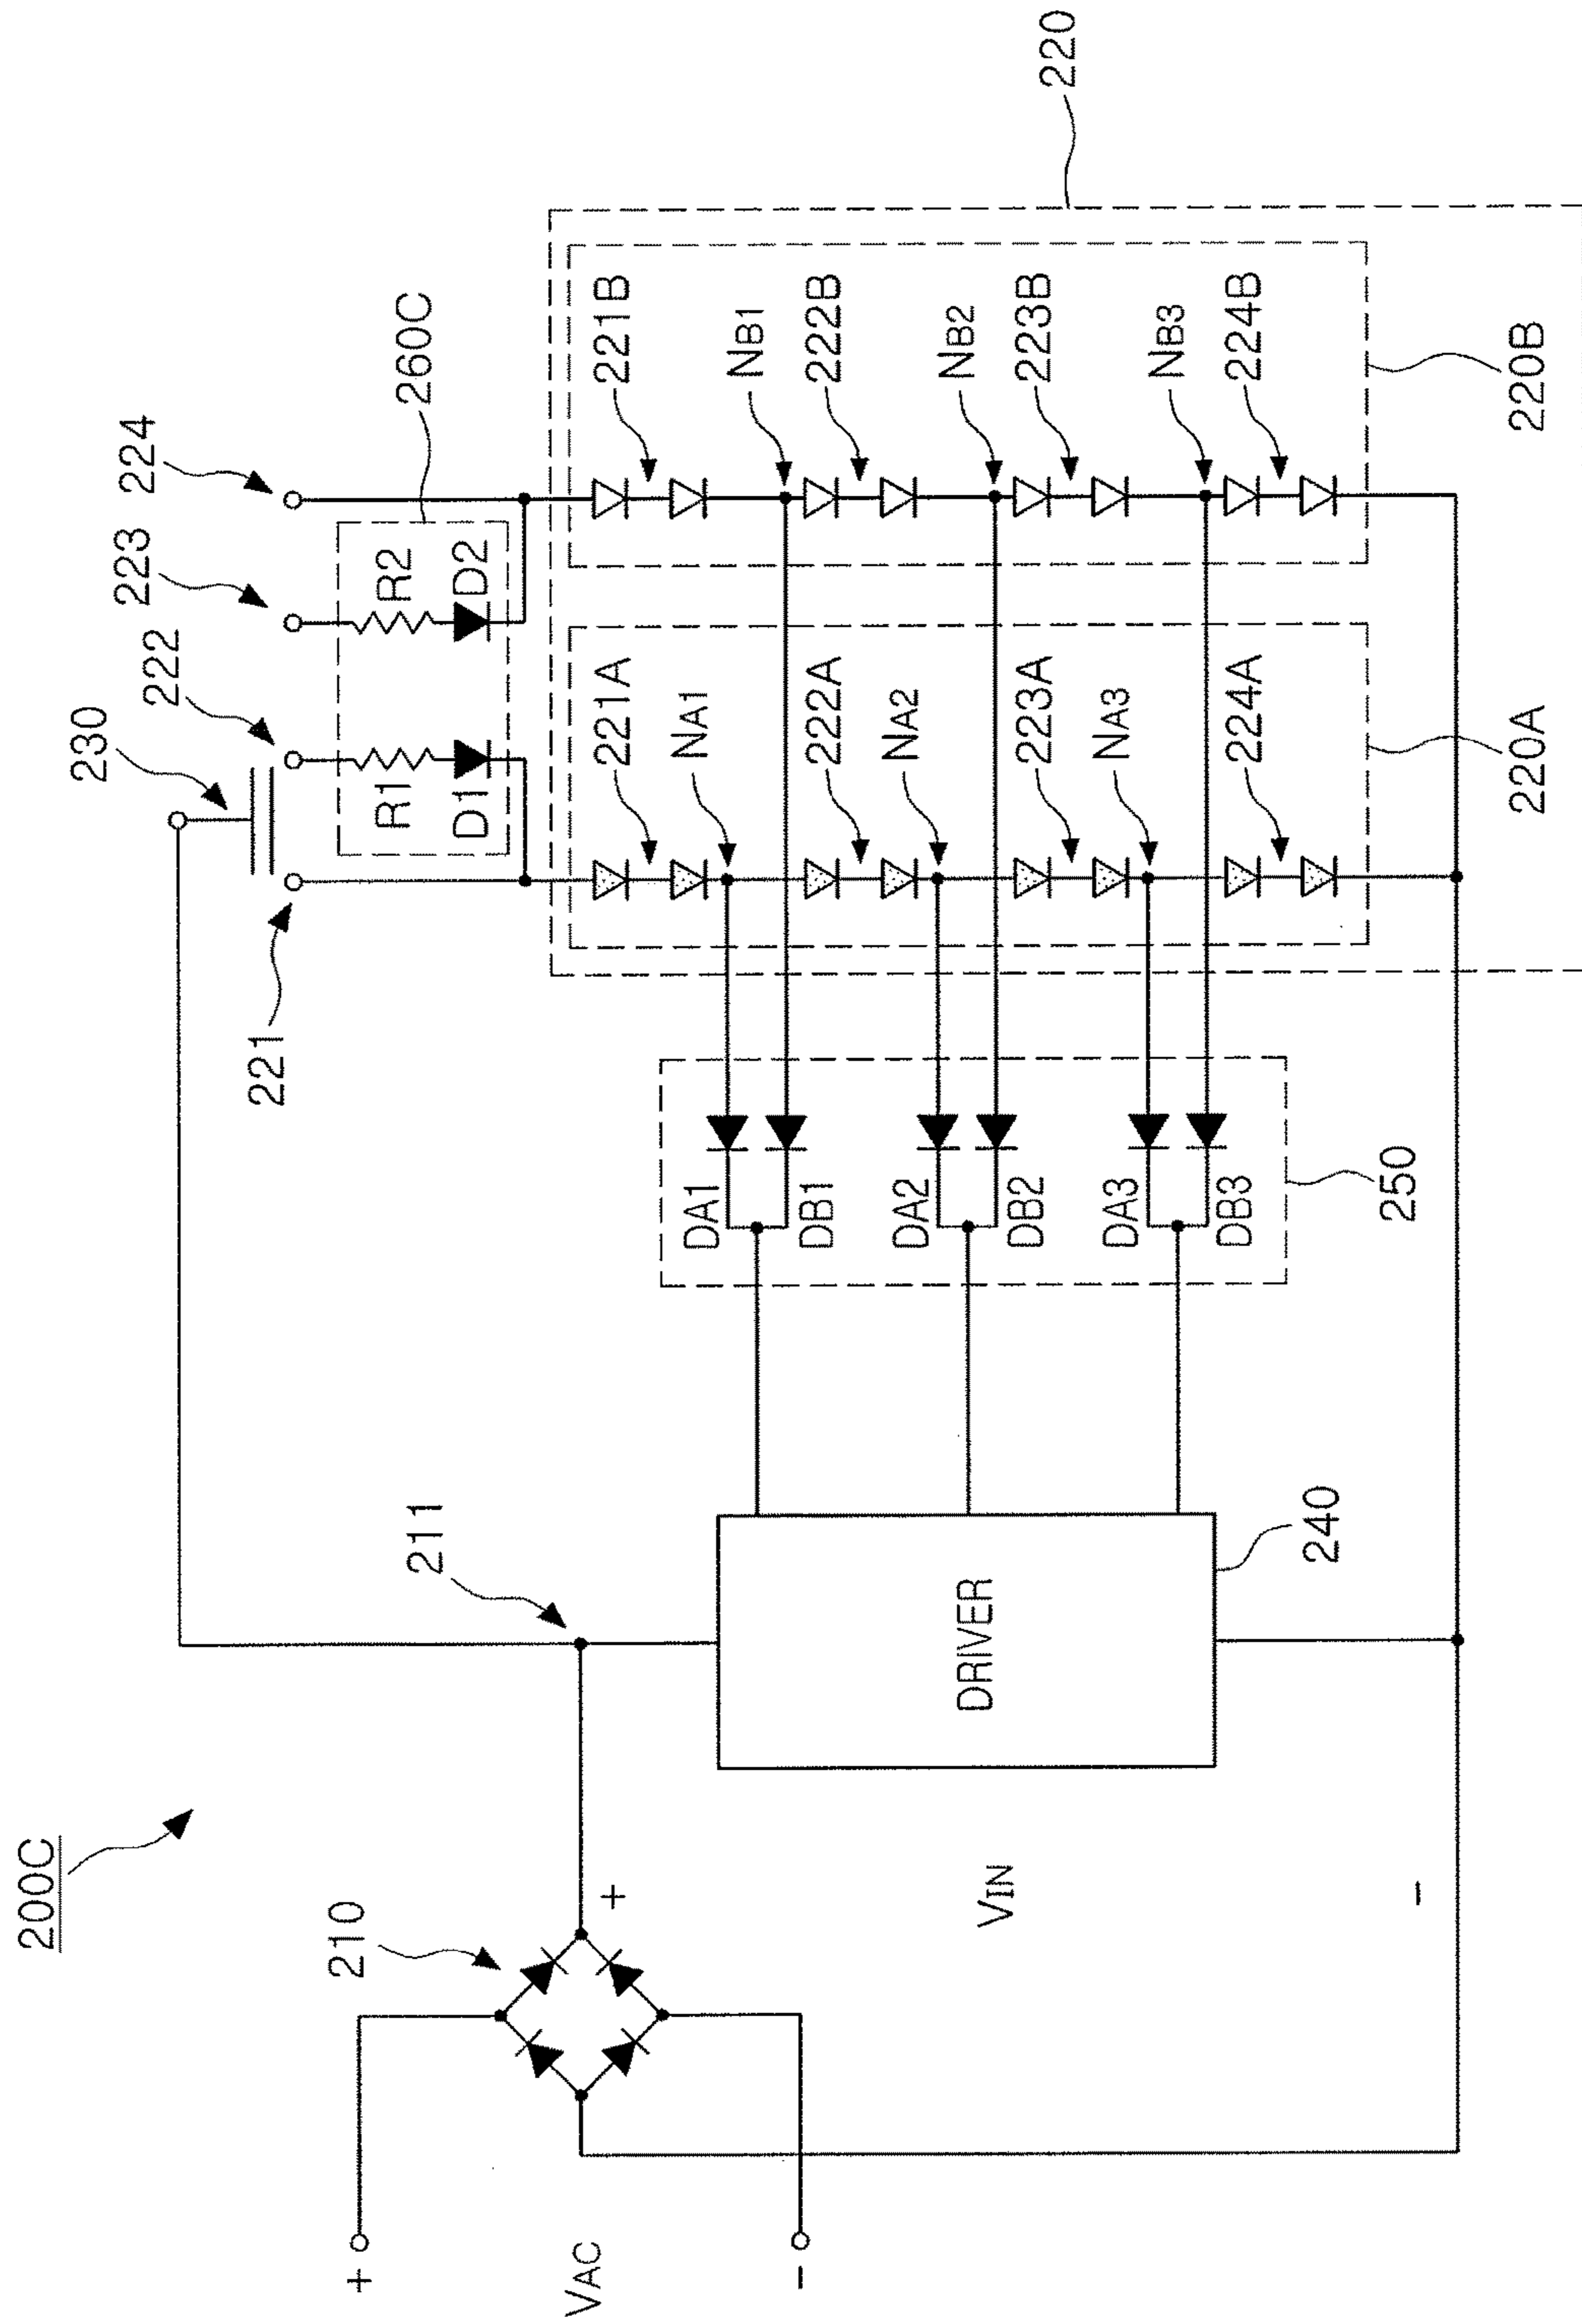 200C
VAC
+
-
210
+
VIN
-
211
DRIVER
240
230
221
222
223
224
260C
R1
D1
R2
D2
250
DA1
DB1
DA2
DB2
DA3
DB3
220
220A
221A
NA1
222A
NA2
223A
NA3
224A
220B
221B
NB1
222B
NB2
223B
NB3
224B